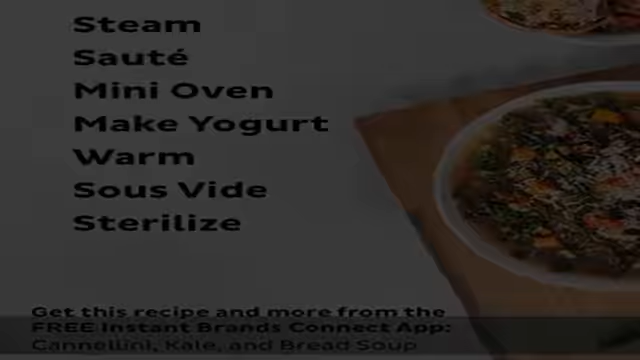 Steam
Sauté
Mini Oven
Make Yogurt
Warm
Sous Vide
Sterilize
Get this recipe and more from the
FREE Instant Brands Connect App:
Cannellini, Kale, and Bread Soup